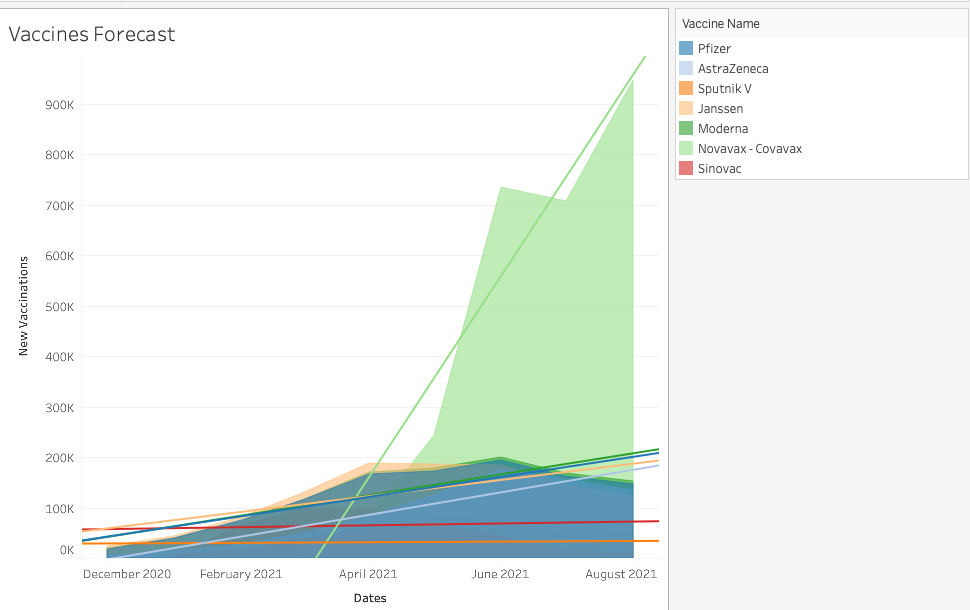 Vaccines Forecast
Vaccine Name
Pfizer
AstraZeneca
Sputnik V
Janssen
Moderna
Novavax - Covavax
Sinovac
900K
800K
700K
600K
500K
400K
300K
200K
100K
0K
New Vaccinations
December 2020 February 2021 April 2021 June 2021 August 2021
Dates